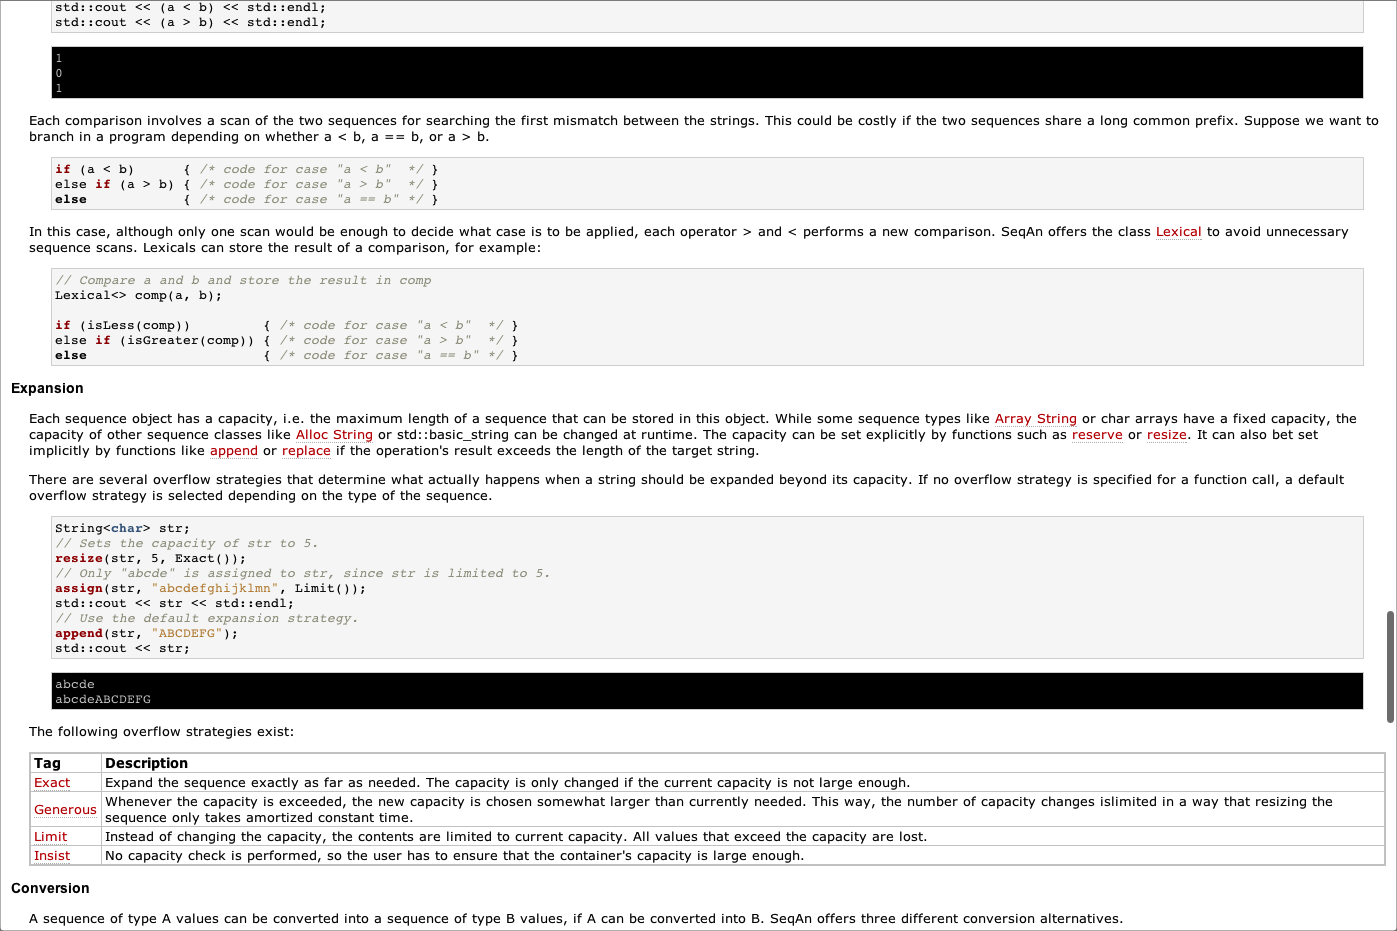 std::cout << (a < b) << std::endl;
std::cout << (a > b) << std::endl;
1
0
1
Each comparison involves a scan of the two sequences for searching the first mismatch between the strings. This could be costly if the two sequences share a long common prefix. Suppose we want to
branch in a program depending on whether a < b, a == b, or a > b.
if (a < b)      { /* code for case "a < b"  */ }
else if (a > b) { /* code for case "a > b"  */ }
else            { /* code for case "a == b" */ }
In this case, although only one scan would be enough to decide what case is to be applied, each operator > and < performs a new comparison. SeqAn offers the class Lexical to avoid unnecessary
sequence scans. Lexicals can store the result of a comparison, for example:
// Compare a and b and store the result in comp
Lexical<> comp(a, b);
if (isLess(comp))         { /* code for case "a < b"  */ }
else if (isGreater(comp)) { /* code for case "a > b"  */ }
else                      { /* code for case "a == b" */ }
Expansion
Each sequence object has a capacity, i.e. the maximum length of a sequence that can be stored in this object. While some sequence types like Array String or char arrays have a fixed capacity, the
capacity of other sequence classes like Alloc String or std::basic_string can be changed at runtime. The capacity can be set explicitly by functions such as reserve or resize. It can also bet set
implicitly by functions like append or replace if the operation's result exceeds the length of the target string.
There are several overflow strategies that determine what actually happens when a string should be expanded beyond its capacity. If no overflow strategy is specified for a function call, a default
overflow strategy is selected depending on the type of the sequence.
String<char> str;
// Sets the capacity of str to 5.
resize(str, 5, Exact());
// Only "abcde" is assigned to str, since str is limited to 5.
assign(str, "abcdefghijklmn", Limit());
std::cout << str << std::endl;
// Use the default expansion strategy.
append(str, "ABCDEFG");
std::cout << str;
abcde
abcdeABCDEFG
The following overflow strategies exist:
Tag Description
Exact Expand the sequence exactly as far as needed. The capacity is only changed if the current capacity is not large enough.
Generous Whenever the capacity is exceeded, the new capacity is chosen somewhat larger than currently needed. This way, the number of capacity changes islimited in a way that resizing the
sequence only takes amortized constant time.
Limit Instead of changing the capacity, the contents are limited to current capacity. All values that exceed the capacity are lost.
Insist No capacity check is performed, so the user has to ensure that the container's capacity is large enough.
Conversion
A sequence of type A values can be converted into a sequence of type B values, if A can be converted into B. SeqAn offers three different conversion alternatives.